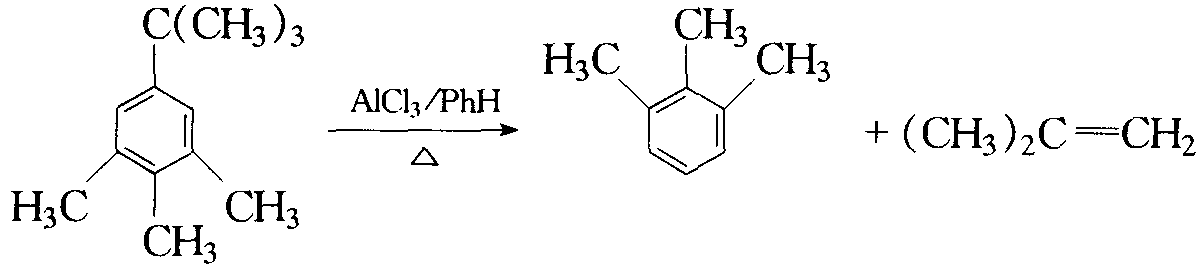 C(CH₃)₃
H₃C
CH₃
CH₃
AlCl₃/PhH
△
H₃C
CH₃
CH₃
+ (CH₃)₂C=CH₂